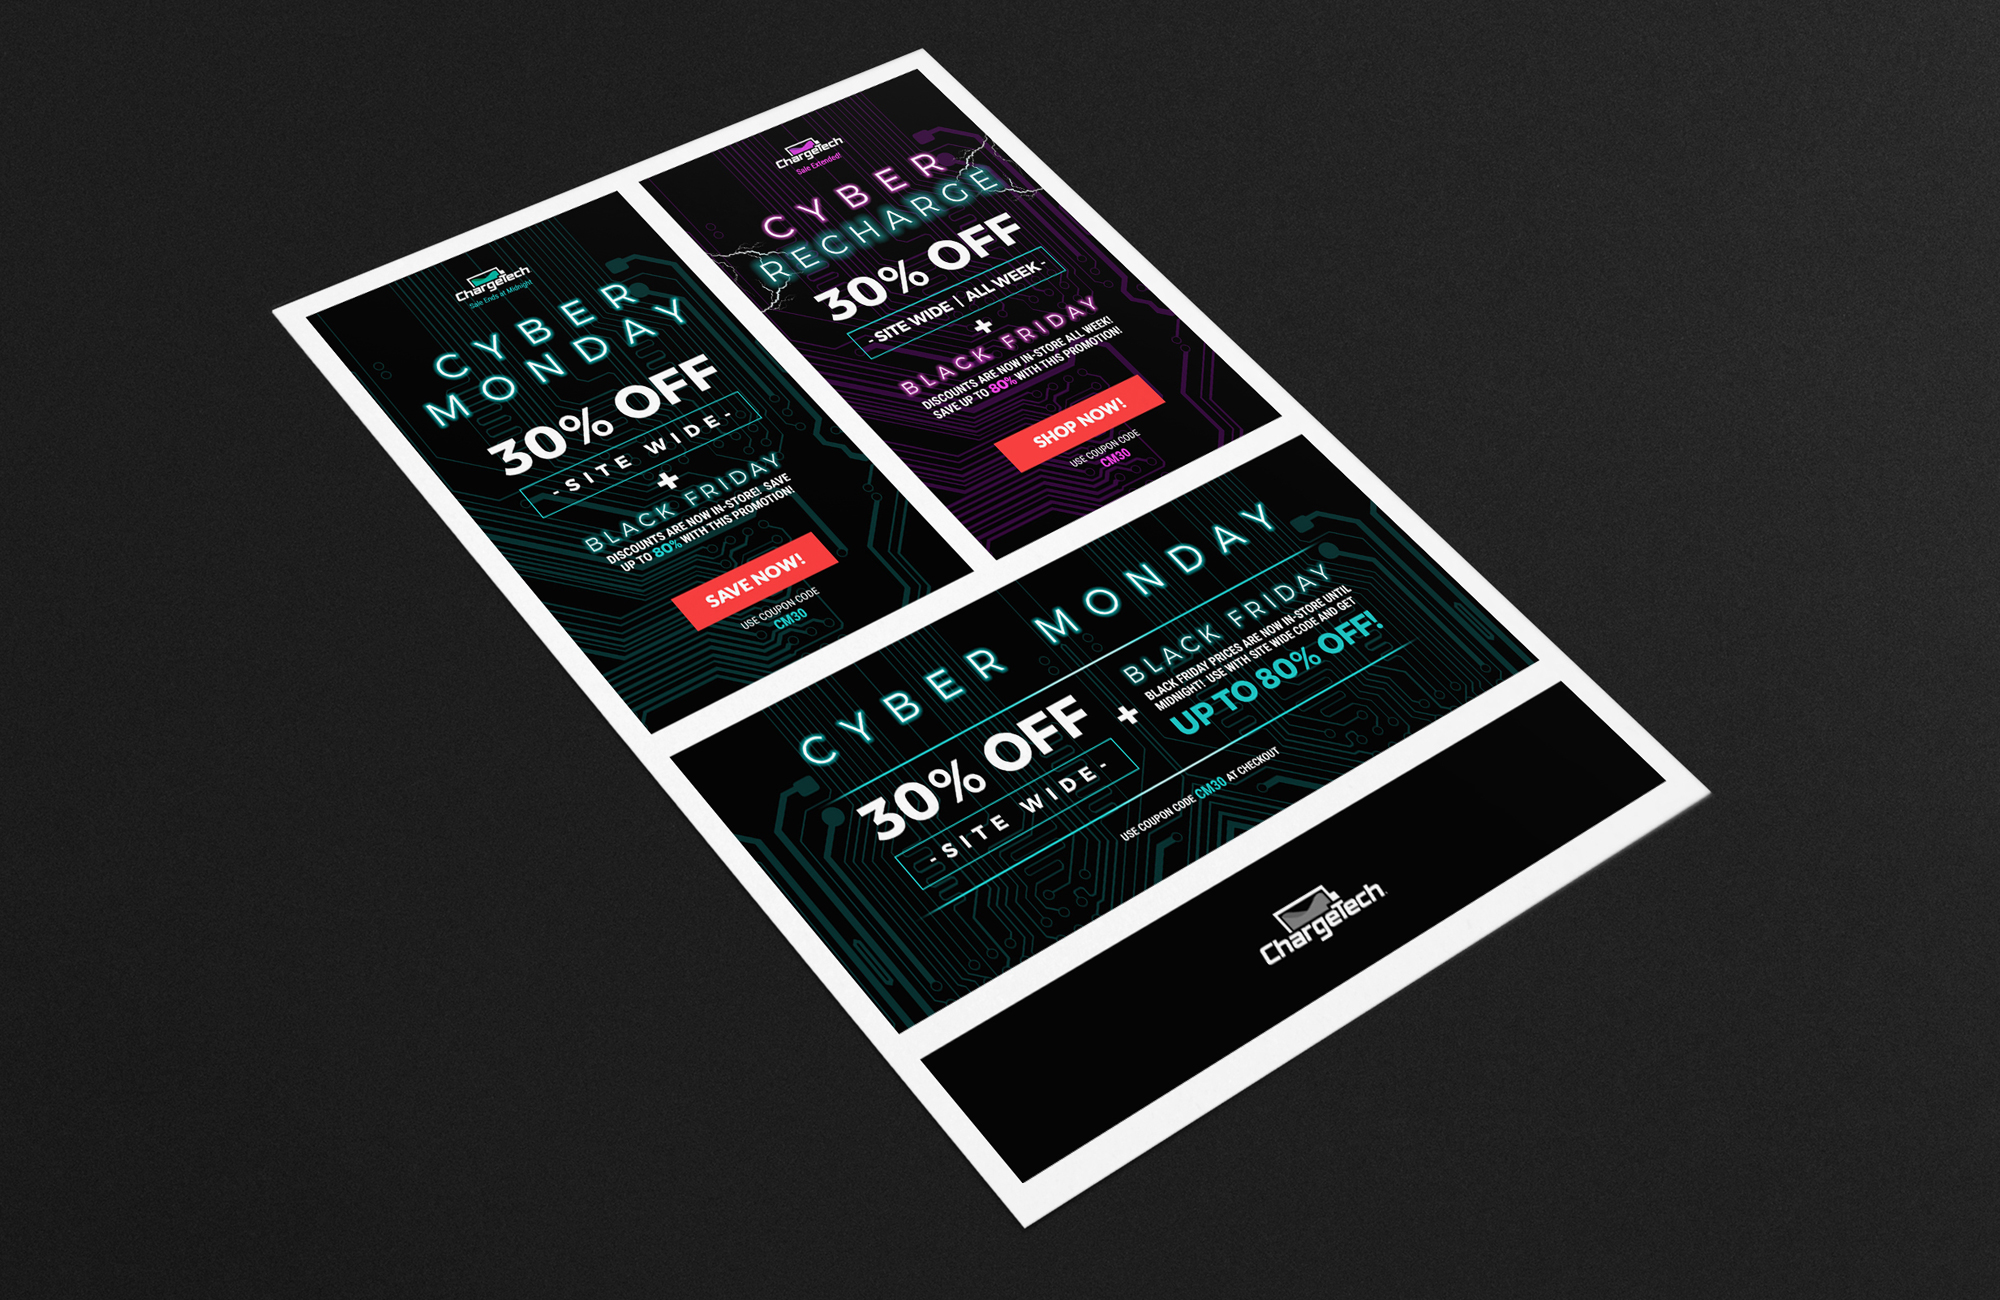 ChargeTech
Sale Ends at Midnight
CYBER
MONDAY
30% OFF
- SITE WIDE -
+
BLACK FRIDAY
DISCOUNTS ARE NOW IN-STORE! SAVE
UP TO 80% WITH THIS PROMOTION!
SAVE NOW!
USE COUPON CODE
CM30
ChargeTech
Sale Extended!
CYBER
RECHARGE
30% OFF
- SITE WIDE | ALL WEEK -
+
BLACK FRIDAY
DISCOUNTS ARE NOW IN-STORE ALL WEEK!
SAVE UP TO 80% WITH THIS PROMOTION!
SHOP NOW!
USE COUPON CODE
CM30
CYBER MONDAY
30% OFF
- SITE WIDE -
+
BLACK FRIDAY
BLACK FRIDAY PRICES ARE NOW IN-STORE UNTIL
MIDNIGHT! USE WITH SITE WIDE CODE AND GET
UP TO 80% OFF!
USE COUPON CODE CM30 AT CHECKOUT
ChargeTech